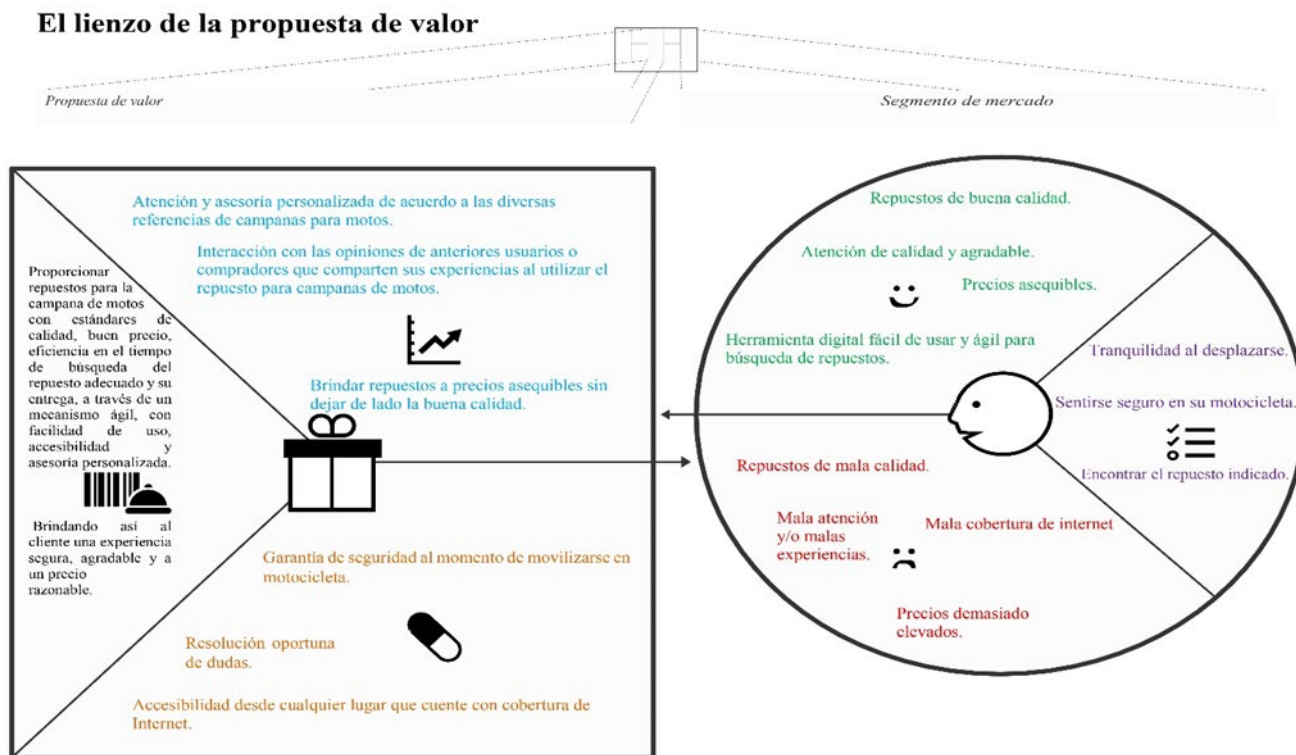 El lienzo de la propuesta de valor
Propuesta de valor
Segmento de mercado
Proporcionar
repuestos para la
campana de motos
con estándares de
calidad, buen precio,
eficiencia en el tiempo
de búsqueda del
repuesto adecuado y su
entrega, a través de un
mecanismo ágil, con
facilidad de uso,
accesibilidad y
asesoría personalizada.
Brindando así al
cliente una experiencia
segura, agradable y a
un precio
razonable.
Atención y asesoría personalizada de acuerdo a las diversas
referencias de campanas para motos.
Interacción con las opiniones de anteriores usuarios o
compradores que comparten sus experiencias al utilizar el
repuesto para campanas de motos.
Brindar repuestos a precios asequibles sin
dejar de lado la buena calidad.
Garantía de seguridad al momento de movilizarse en
motocicleta.
Resolución oportuna
de dudas.
Accesibilidad desde cualquier lugar que cuente con cobertura de
Internet.
Repuestos de buena calidad.
Atención de calidad y agradable.
Precios asequibles.
Herramienta digital fácil de usar y ágil para
búsqueda de repuestos.
Tranquilidad al desplazarse.
Sentirse seguro en su motocicleta.
Encontrar el repuesto indicado.
Repuestos de mala calidad.
Mala atención
y/o malas
experiencias.
Mala cobertura de internet
Precios demasiado
elevados.